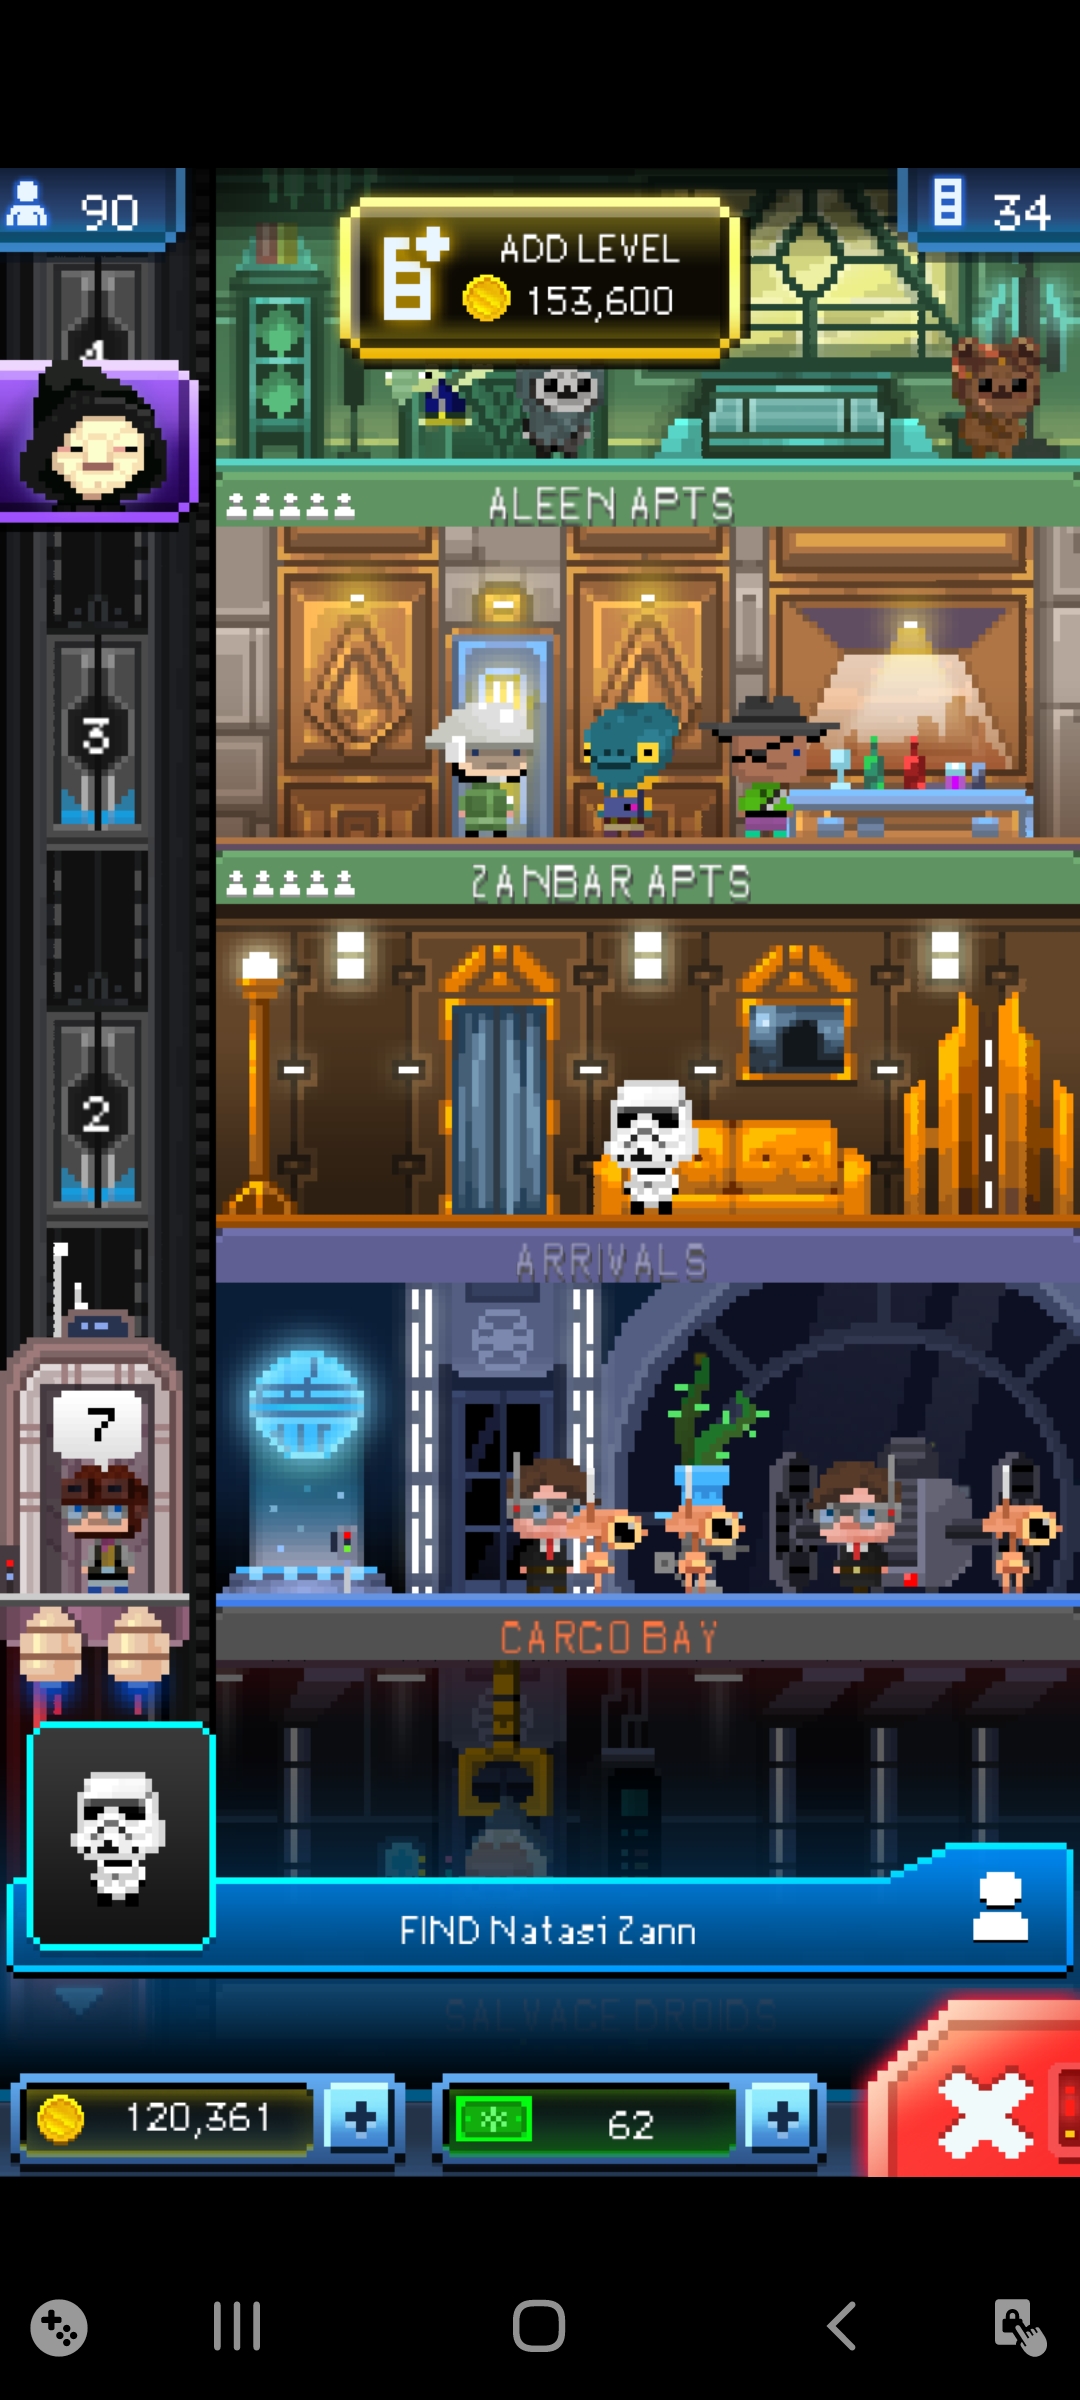 90
ADD LEVEL
153,600
34
4
ALEEN APTS
3
ZANBAR APTS
2
ARRIVALS
7
CARGO BAY
FIND Natasi Zann
SALVAGE DROIDS
120,361
62